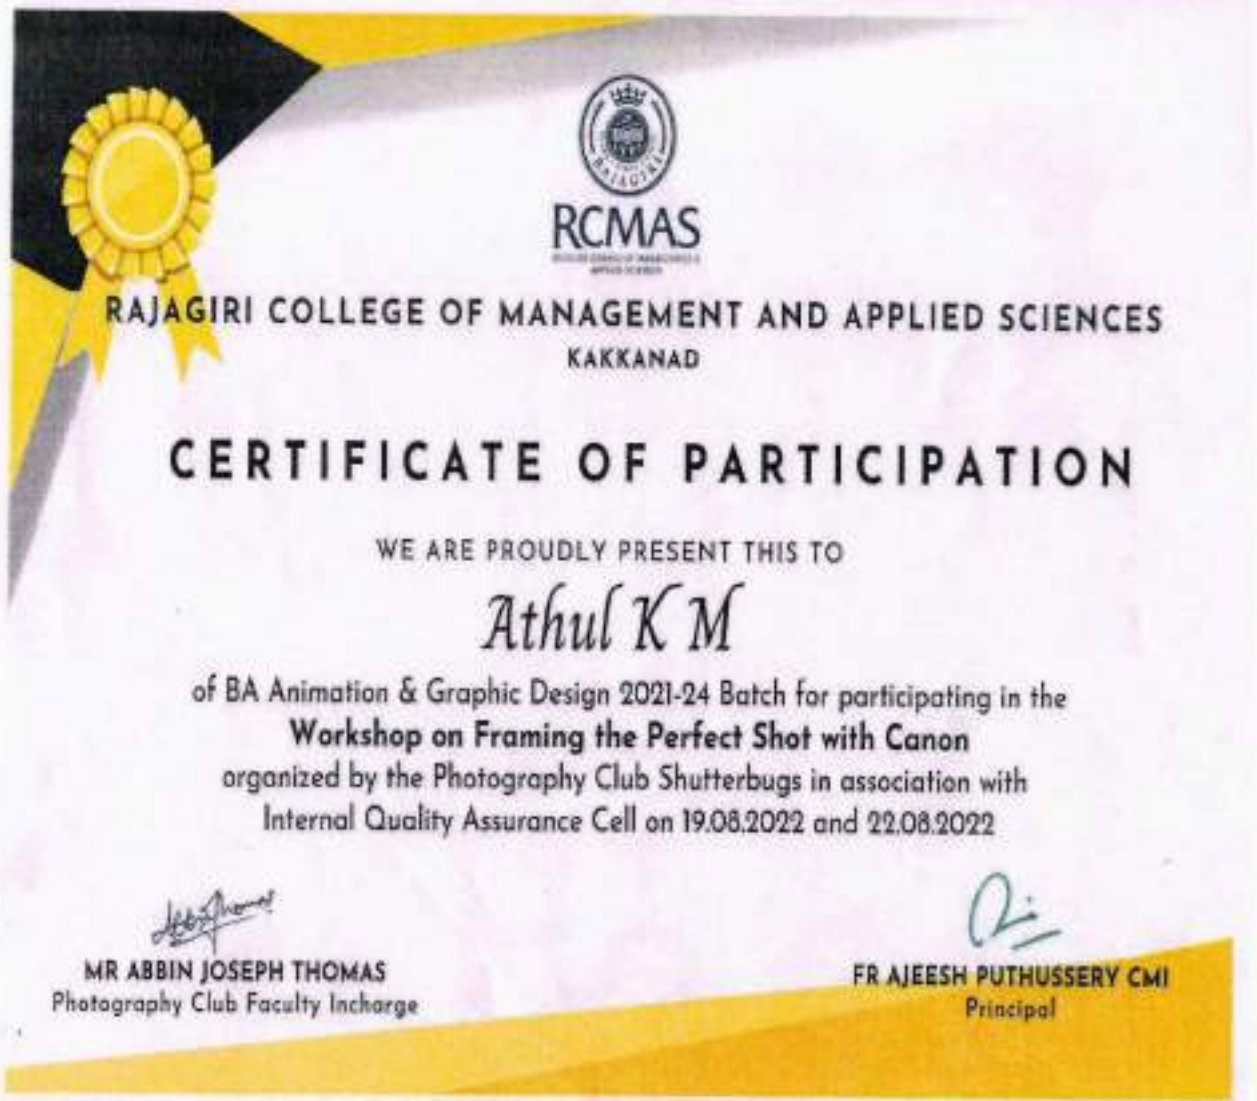 RAJAGIRI
RCMAS
RAJAGIRI COLLEGE OF MANAGEMENT AND APPLIED SCIENCES
KAKKANAD
CERTIFICATE OF PARTICIPATION
WE ARE PROUDLY PRESENT THIS TO
Athul K M
of BA Animation & Graphic Design 2021-24 Batch for participating in the
Workshop on Framing the Perfect Shot with Canon
organized by the Photography Club Shutterbugs in association with
Internal Quality Assurance Cell on 19.08.2022 and 22.08.2022
Abbin Thomas
MR ABBIN JOSEPH THOMAS
Photography Club Faculty Incharge
FR AJEESH PUTHUSSERY CMI
Principal